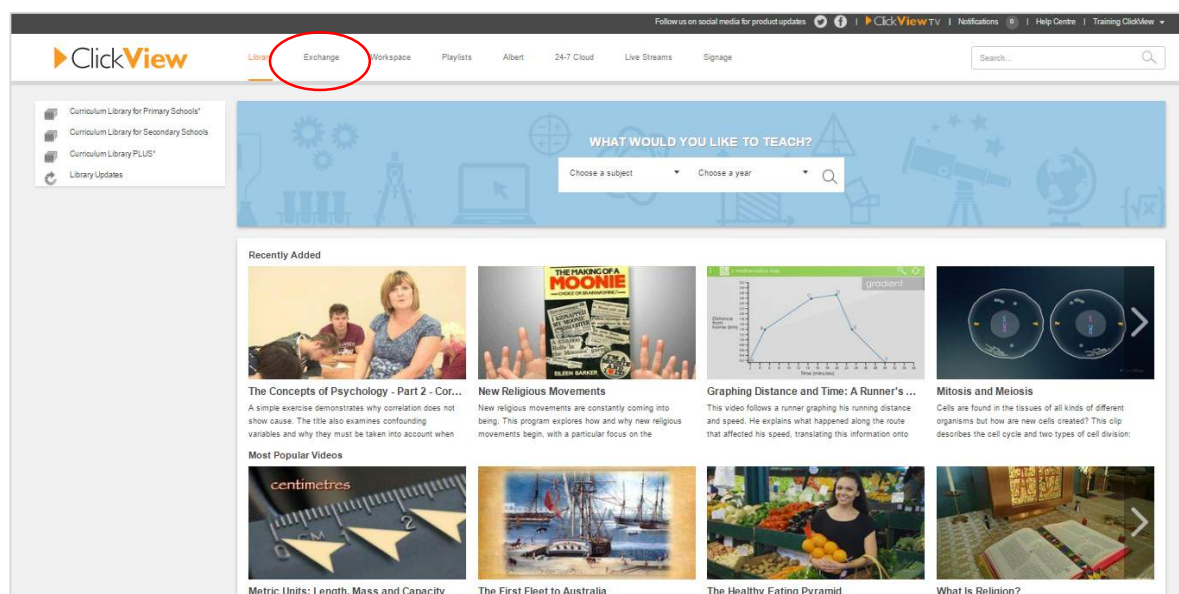 Follow us on social media for product updates | ClickView TV | Notifications 0 | Help Centre | Training ClickView
ClickView
Library Exchange Workspace Playlists Albert 24-7 Cloud Live Streams Signage
Search...
Curriculum Library for Primary Schools*
Curriculum Library for Secondary Schools
Curriculum Library PLUS*
Library Updates
WHAT WOULD YOU LIKE TO TEACH?
Choose a subject Choose a year
Recently Added
THE MAKING OF A
MOONIE
CHOICE OR BRAINWASHING?
EILEEN BARKER
gradient
Time (minutes)
The Concepts of Psychology - Part 2 - Cor...
A simple exercise demonstrates why correlation does not
show cause. The title also examines confounding
variables and why they must be taken into account when
New Religious Movements
New religious movements are constantly coming into
being. This program explores how and why new religious
movements begin, with a particular focus on the
Graphing Distance and Time: A Runner's ...
This video follows a runner graphing his running distance
and speed. He explains what happened along the route
that affected his speed, translating this information onto
Mitosis and Meiosis
Cells are found in the tissues of all kinds of different
organisms but how are new cells created? This clip
describes the cell cycle and two types of cell division:
Most Popular Videos
centimetres
0 CM 1 2
Metric Units: Length, Mass and Capacity
The First Fleet to Australia
The Healthy Eating Pyramid
What Is Religion?